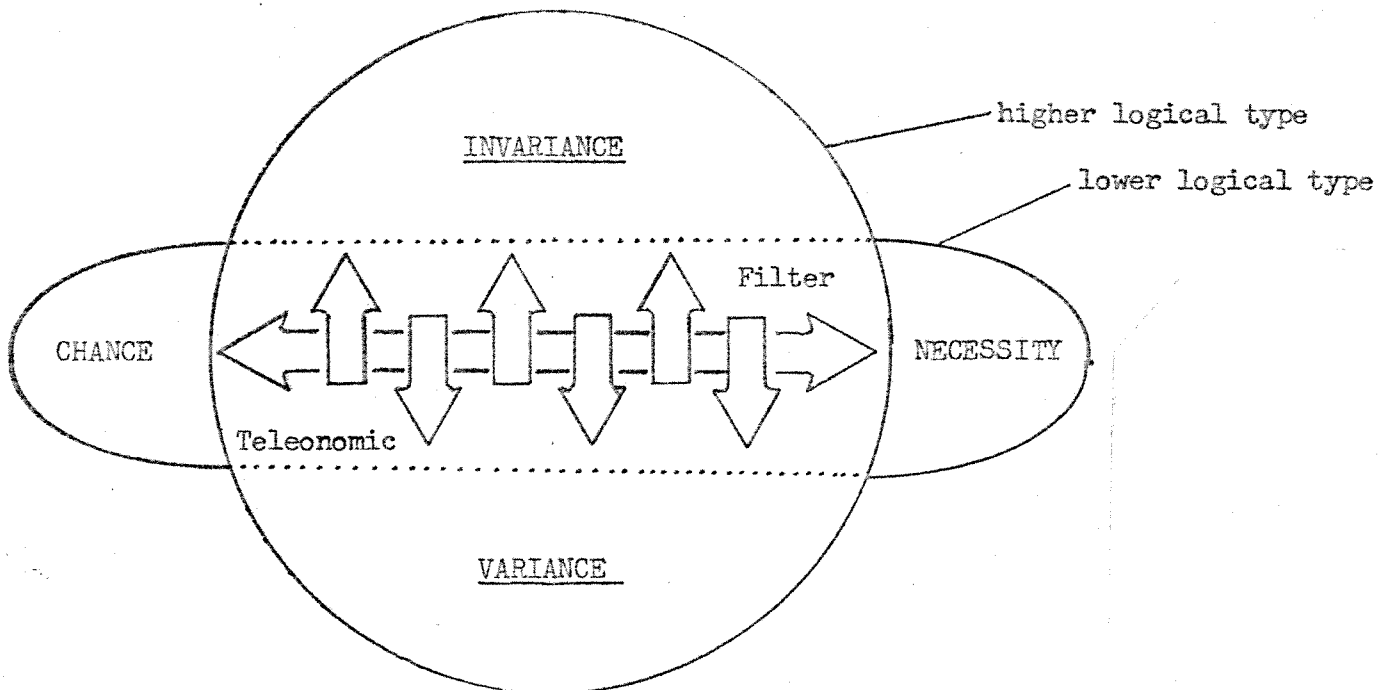 higher logical type
INVARIANCE
lower logical type
Filter
CHANCE
NECESSITY
Teleonomic
VARIANCE